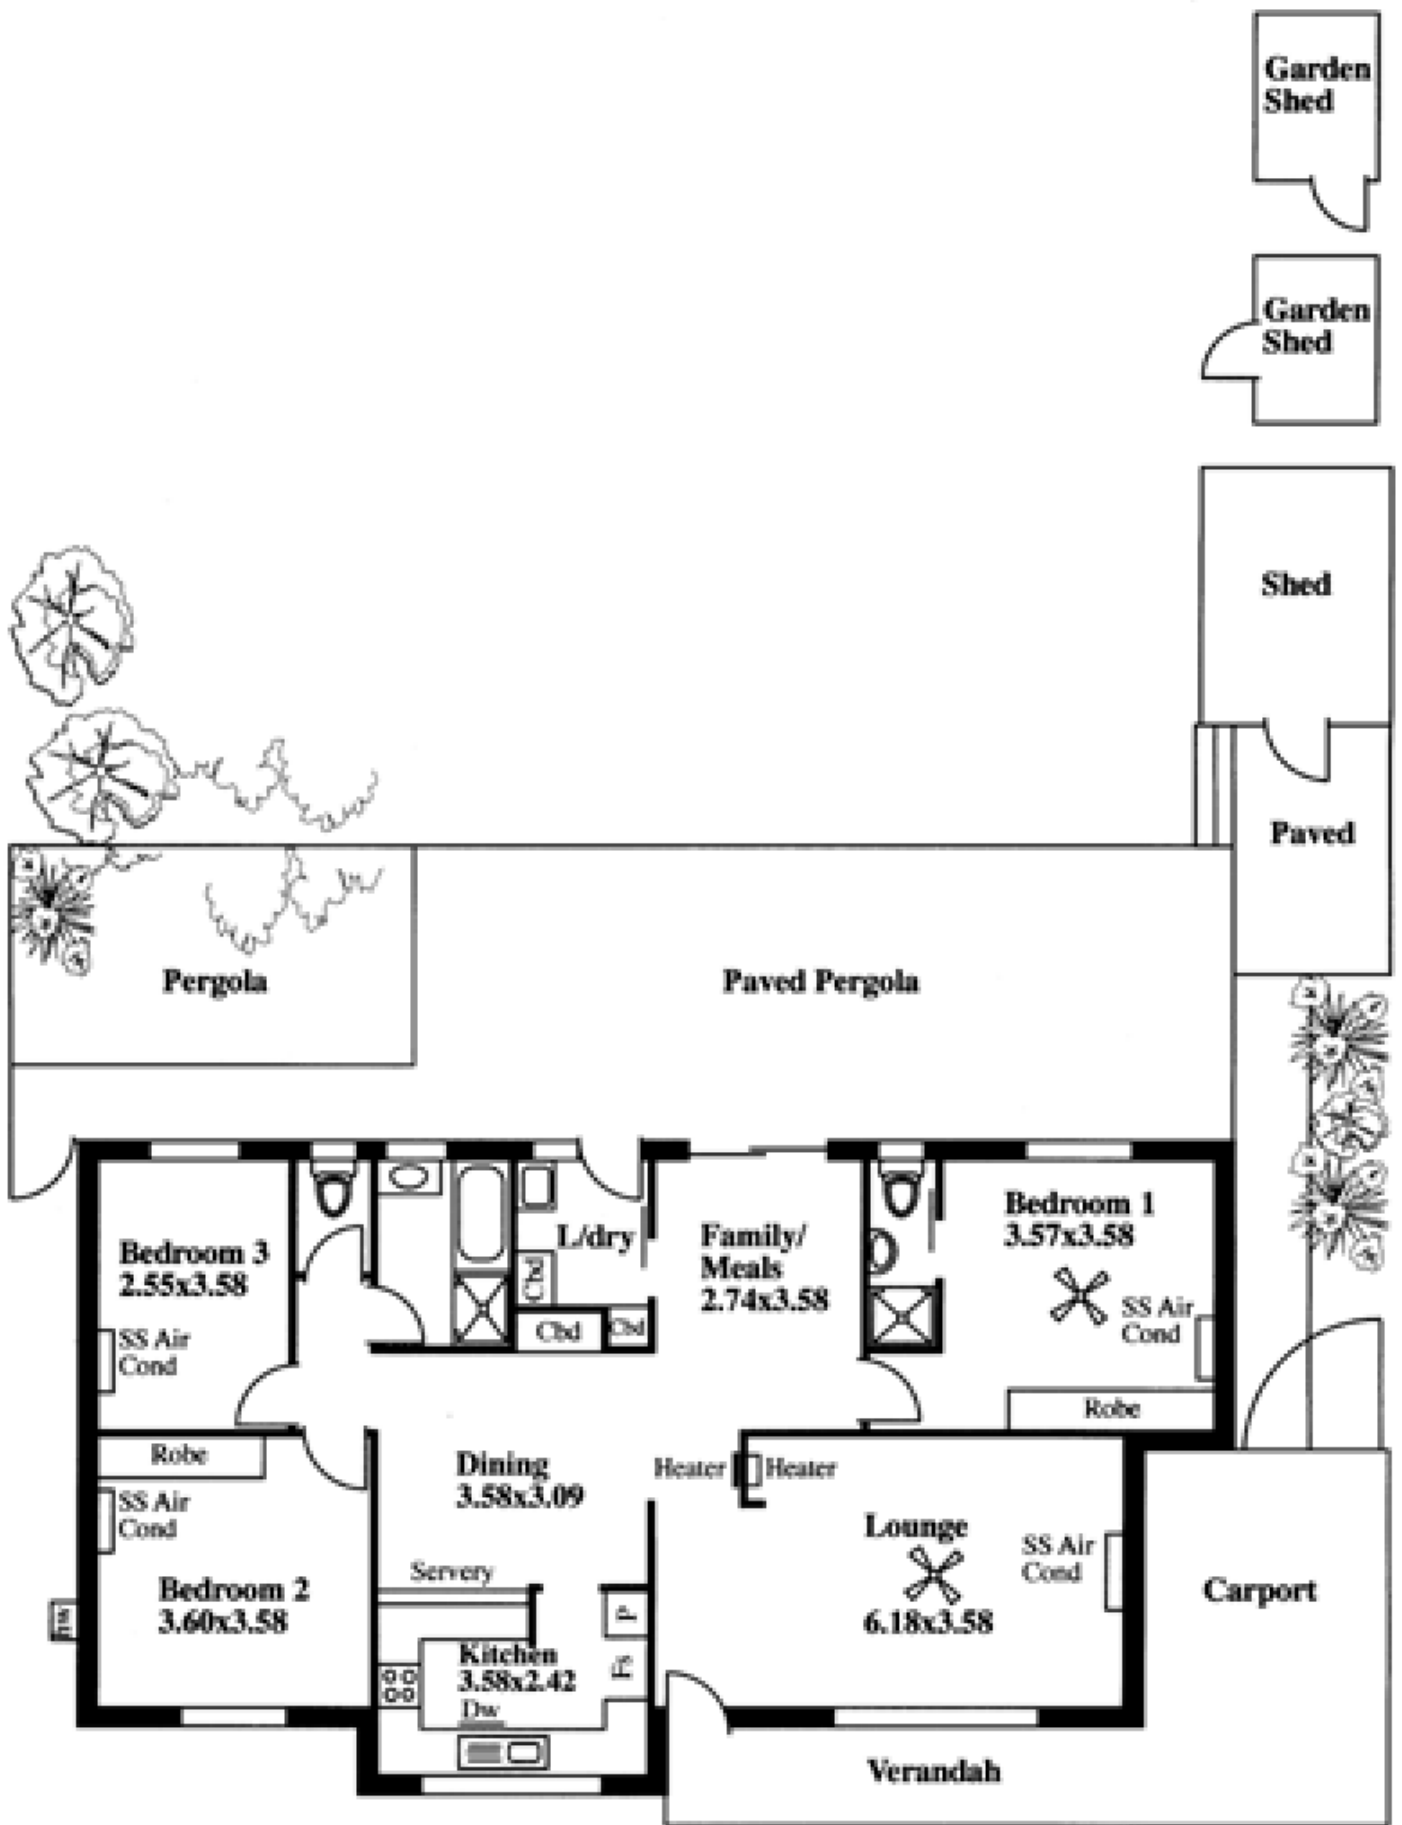 Garden
Shed
Garden
Shed
Shed
Paved
Pergola
Paved Pergola
Bedroom 3
2.55x3.58
SS Air
Cond
L/dry
Cbd
Cbd
Cbd
Family/
Meals
2.74x3.58
Bedroom 1
3.57x3.58
SS Air
Cond
Robe
Robe
SS Air
Cond
Bedroom 2
3.60x3.58
HW
Dining
3.58x3.09
Servery
Heater
Heater
Lounge
6.18x3.58
SS Air
Cond
Carport
P
Fs
Kitchen
3.58x2.42
Dw
Verandah